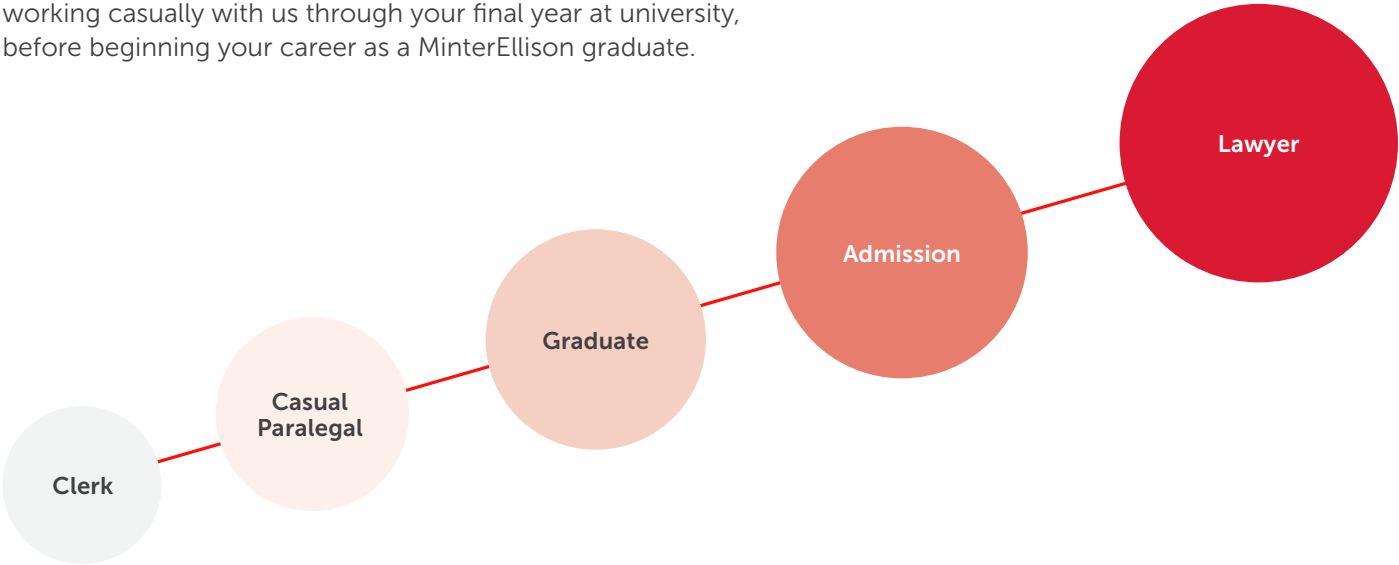 working casually with us through your final year at university,
before beginning your career as a MinterEllison graduate.
Lawyer
Admission
Graduate
Casual
Paralegal
Clerk